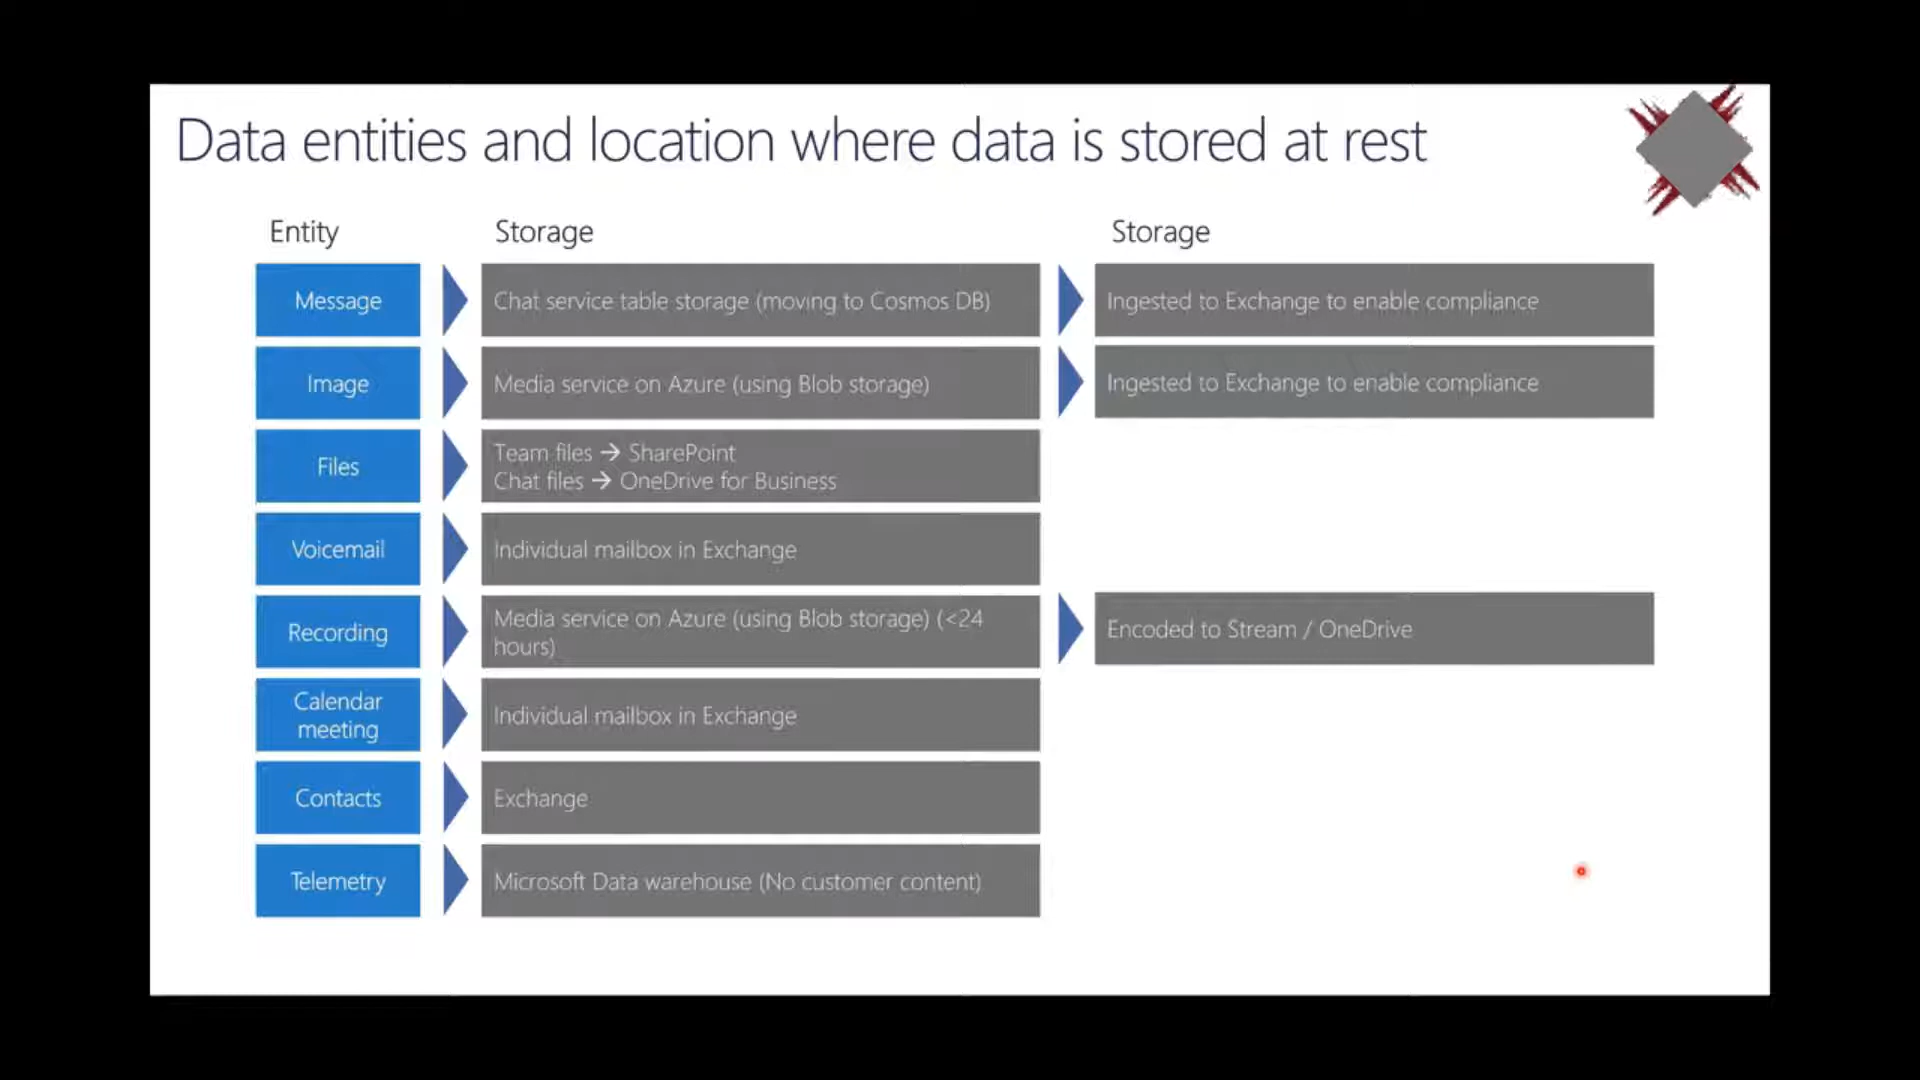 Data entities and location where data is stored at rest
Entity
Storage
Storage
Message
Chat service table storage (moving to Cosmos DB)
Ingested to Exchange to enable compliance
Image
Media service on Azure (using Blob storage)
Ingested to Exchange to enable compliance
Files
Team files → SharePoint
Chat files → OneDrive for Business
Voicemail
Individual mailbox in Exchange
Recording
Media service on Azure (using Blob storage) (<24
hours)
Encoded to Stream / OneDrive
Calendar
meeting
Individual mailbox in Exchange
Contacts
Exchange
Telemetry
Microsoft Data warehouse (No customer content)